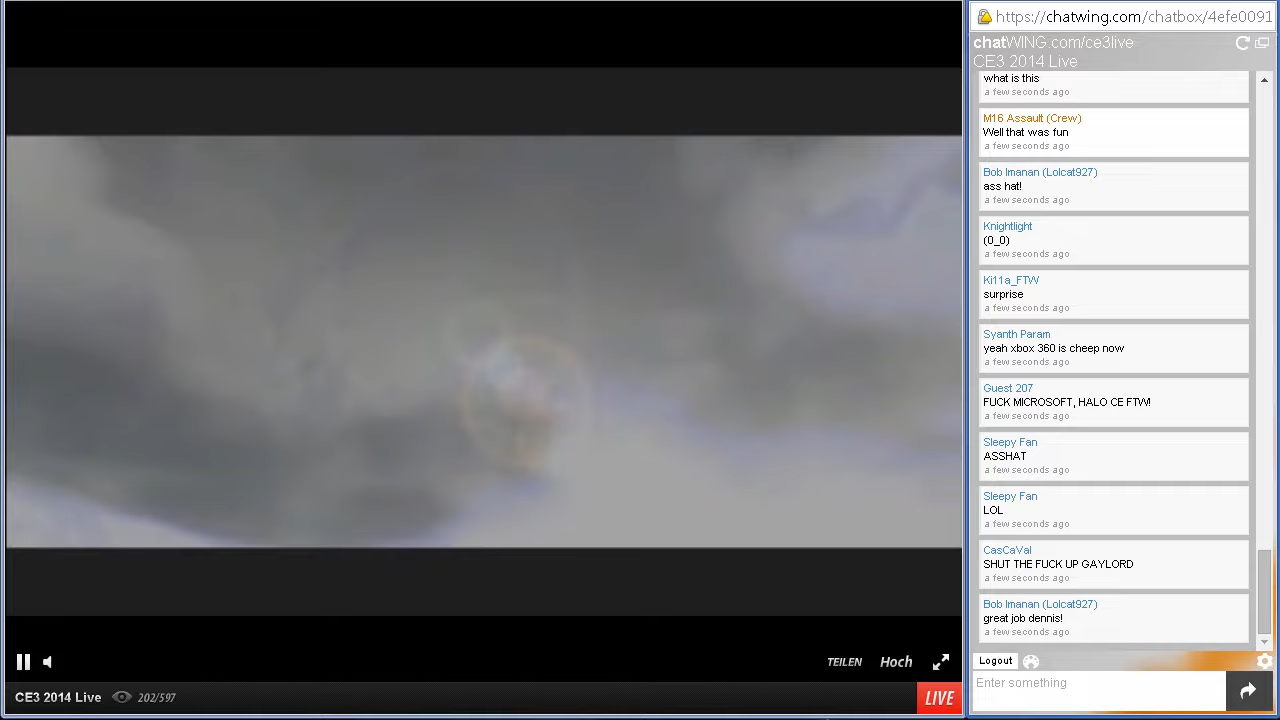 https://chatwing.com/chatbox/4efe0091
chatWING.com/ce3live
CE3 2014 Live
what is this
a few seconds ago
M16 Assault (Crew)
Well that was fun
a few seconds ago
Bob Imanan (Lolcat927)
ass hat!
a few seconds ago
Knightlight
(0_0)
a few seconds ago
Ki11a_FTW
surprise
a few seconds ago
Syanth Param
yeah xbox 360 is cheep now
a few seconds ago
Guest 207
FUCK MICROSOFT, HALO CE FTW!
a few seconds ago
Sleepy Fan
ASSHAT
a few seconds ago
Sleepy Fan
LOL
a few seconds ago
CasCaVal
SHUT THE FUCK UP GAYLORD
a few seconds ago
Bob Imanan (Lolcat927)
great job dennis!
a few seconds ago
Logout
Enter something
TEILEN Hoch
CE3 2014 Live 202/597 LIVE